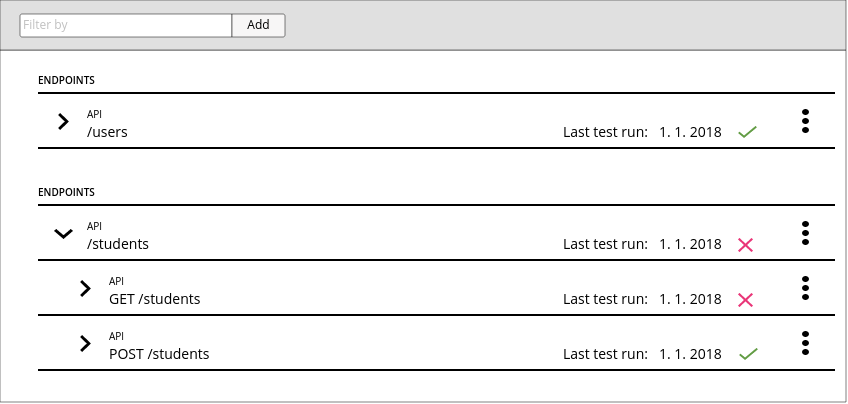 Filter by Add
ENDPOINTS
API
/users Last test run: 1. 1. 2018
ENDPOINTS
API
/students Last test run: 1. 1. 2018
API
GET /students Last test run: 1. 1. 2018
API
POST /students Last test run: 1. 1. 2018